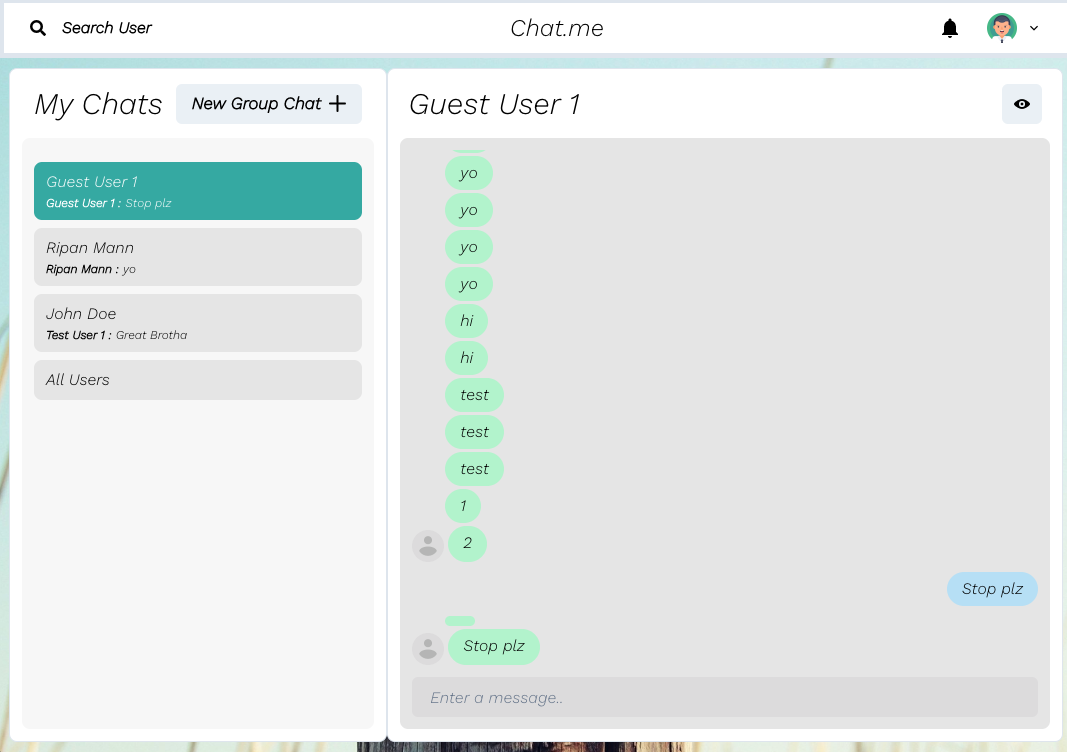 Search User
Chat.me
My Chats
New Group Chat
Guest User 1
Guest User 1 : Stop plz
Ripan Mann
Ripan Mann : yo
John Doe
Test User 1 : Great Brotha
All Users
Guest User 1
yo
yo
yo
yo
hi
hi
test
test
test
1
2
Stop plz
Stop plz
Enter a message..